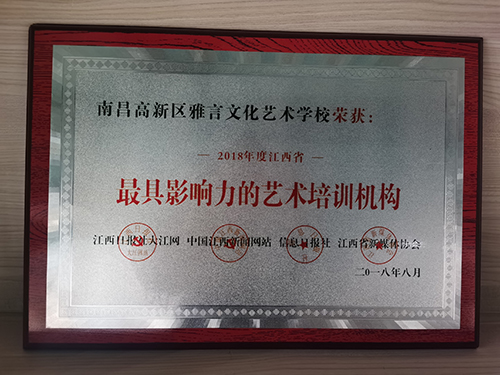 南昌高新区雅言文化艺术学校荣获：
— 2018年度江西省 —
最具影响力的艺术培训机构
江西日报社大江网 中国江西新闻网站 信息日报社 江西省新媒体协会
二〇一八年八月